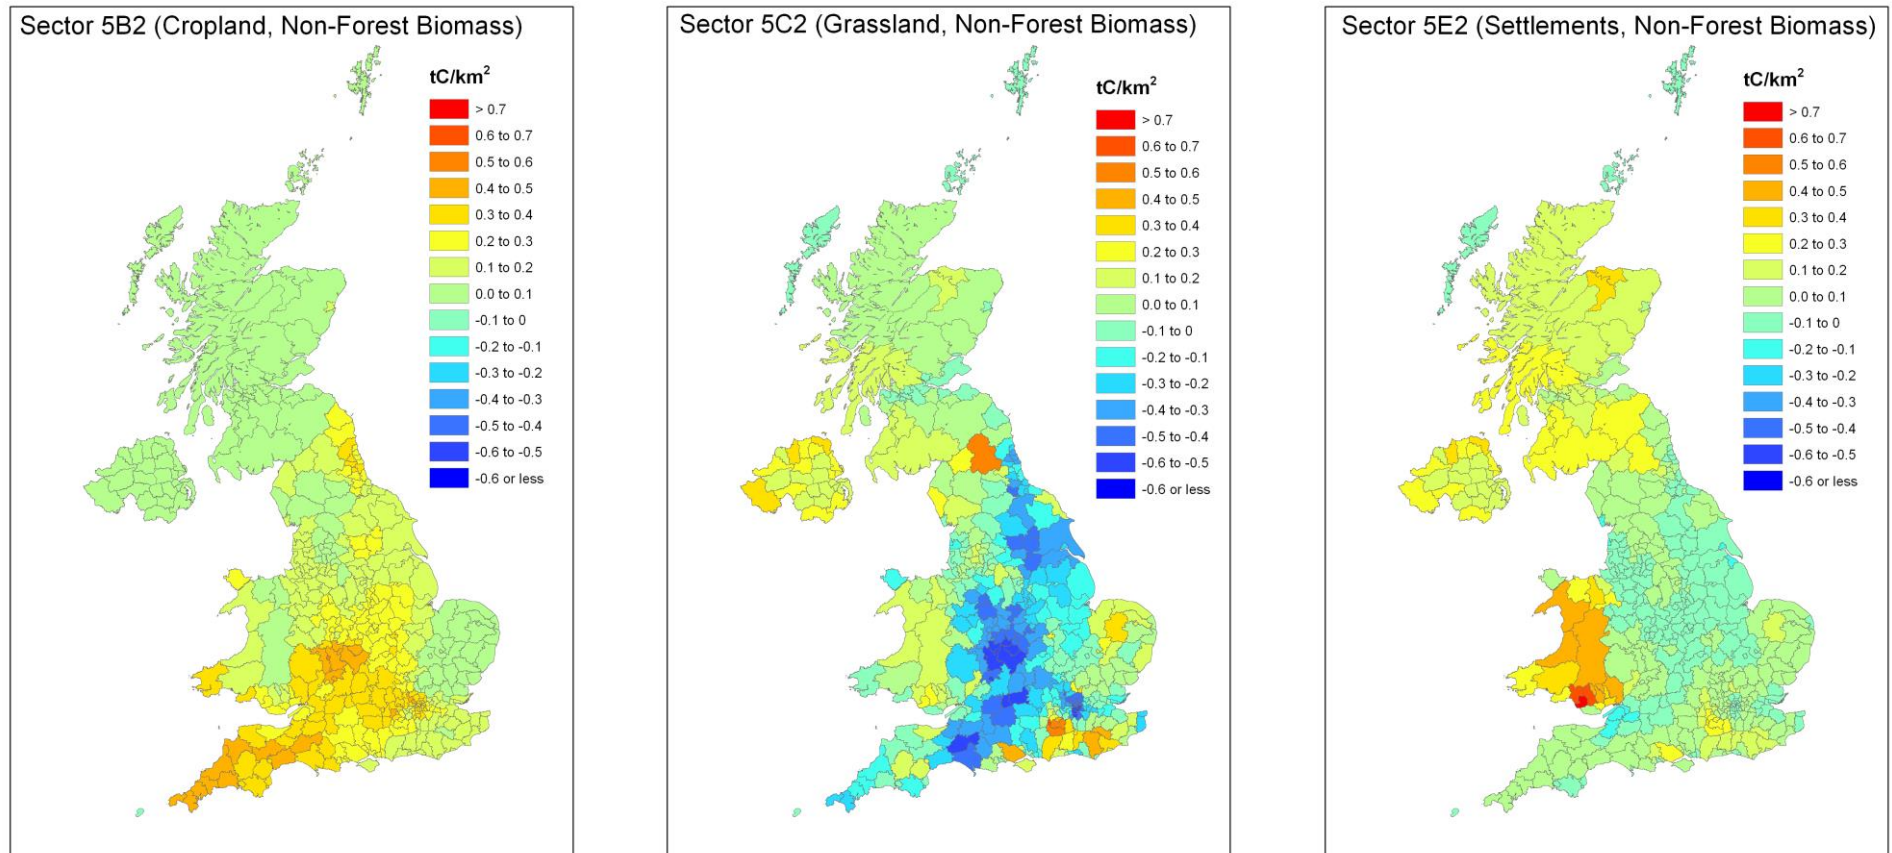 Sector 5B2 (Cropland, Non-Forest Biomass)
tC/km²
> 0.7
0.6 to 0.7
0.5 to 0.6
0.4 to 0.5
0.3 to 0.4
0.2 to 0.3
0.1 to 0.2
0.0 to 0.1
-0.1 to 0
-0.2 to -0.1
-0.3 to -0.2
-0.4 to -0.3
-0.5 to -0.4
-0.6 to -0.5
-0.6 or less
Sector 5C2 (Grassland, Non-Forest Biomass)
tC/km²
> 0.7
0.6 to 0.7
0.5 to 0.6
0.4 to 0.5
0.3 to 0.4
0.2 to 0.3
0.1 to 0.2
0.0 to 0.1
-0.1 to 0
-0.2 to -0.1
-0.3 to -0.2
-0.4 to -0.3
-0.5 to -0.4
-0.6 to -0.5
-0.6 or less
Sector 5E2 (Settlements, Non-Forest Biomass)
tC/km²
> 0.7
0.6 to 0.7
0.5 to 0.6
0.4 to 0.5
0.3 to 0.4
0.2 to 0.3
0.1 to 0.2
0.0 to 0.1
-0.1 to 0
-0.2 to -0.1
-0.3 to -0.2
-0.4 to -0.3
-0.5 to -0.4
-0.6 to -0.5
-0.6 or less